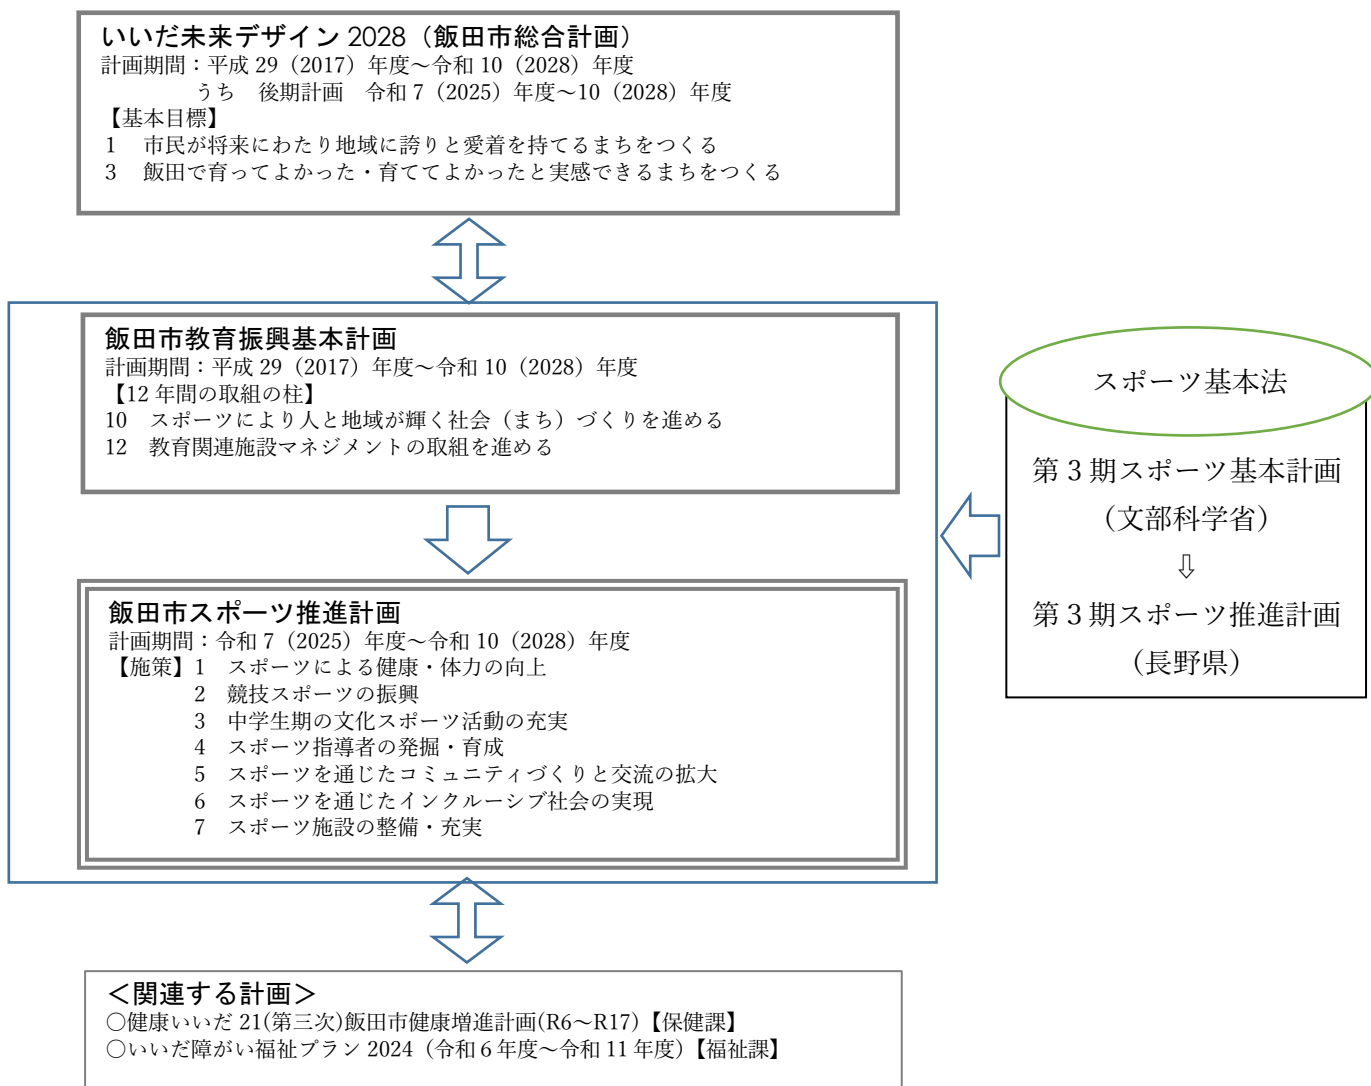 いいだ未来デザイン 2028（飯田市総合計画）
計画期間：平成 29（2017）年度～令和 10（2028）年度
うち　後期計画　令和 7（2025）年度～10（2028）年度
【基本目標】
1　市民が将来にわたり地域に誇りと愛着を持てるまちをつくる
3　飯田で育ってよかった・育ててよかったと実感できるまちをつくる
飯田市教育振興基本計画
計画期間：平成 29（2017）年度～令和 10（2028）年度
【12 年間の取組の柱】
10　スポーツにより人と地域が輝く社会（まち）づくりを進める
12　教育関連施設マネジメントの取組を進める
飯田市スポーツ推進計画
計画期間：令和 7（2025）年度～令和 10（2028）年度
【施策】1　スポーツによる健康・体力の向上
2　競技スポーツの振興
3　中学生期の文化スポーツ活動の充実
4　スポーツ指導者の発掘・育成
5　スポーツを通じたコミュニティづくりと交流の拡大
6　スポーツを通じたインクルーシブ社会の実現
7　スポーツ施設の整備・充実
＜関連する計画＞
○健康いいだ 21(第三次)飯田市健康増進計画(R6～R17)【保健課】
○いいだ障がい福祉プラン 2024（令和６年度～令和 11 年度）【福祉課】
スポーツ基本法
第３期スポーツ基本計画
（文部科学省）
⇩
第３期スポーツ推進計画
（長野県）